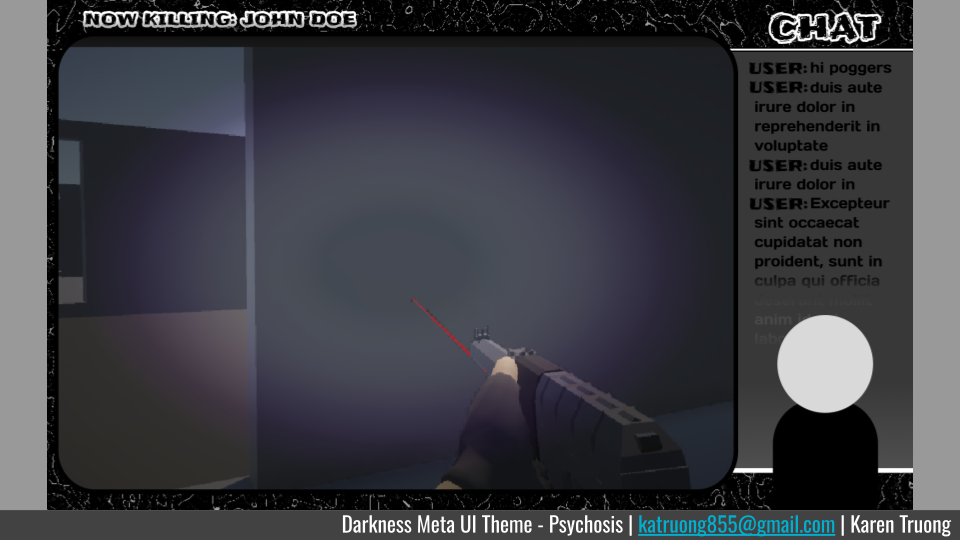 NOW KILLING: JOHN DOE
CHAT
USER: hi poggers
USER: duis aute
irure dolor in
reprehenderit in
voluptate
USER: duis aute
irure dolor in
USER: Excepteur
sint occaecat
cupidatat non
proident, sunt in
culpa qui officia
anim
Darkness Meta UI Theme - Psychosis | katruong855@gmail.com | Karen Truong